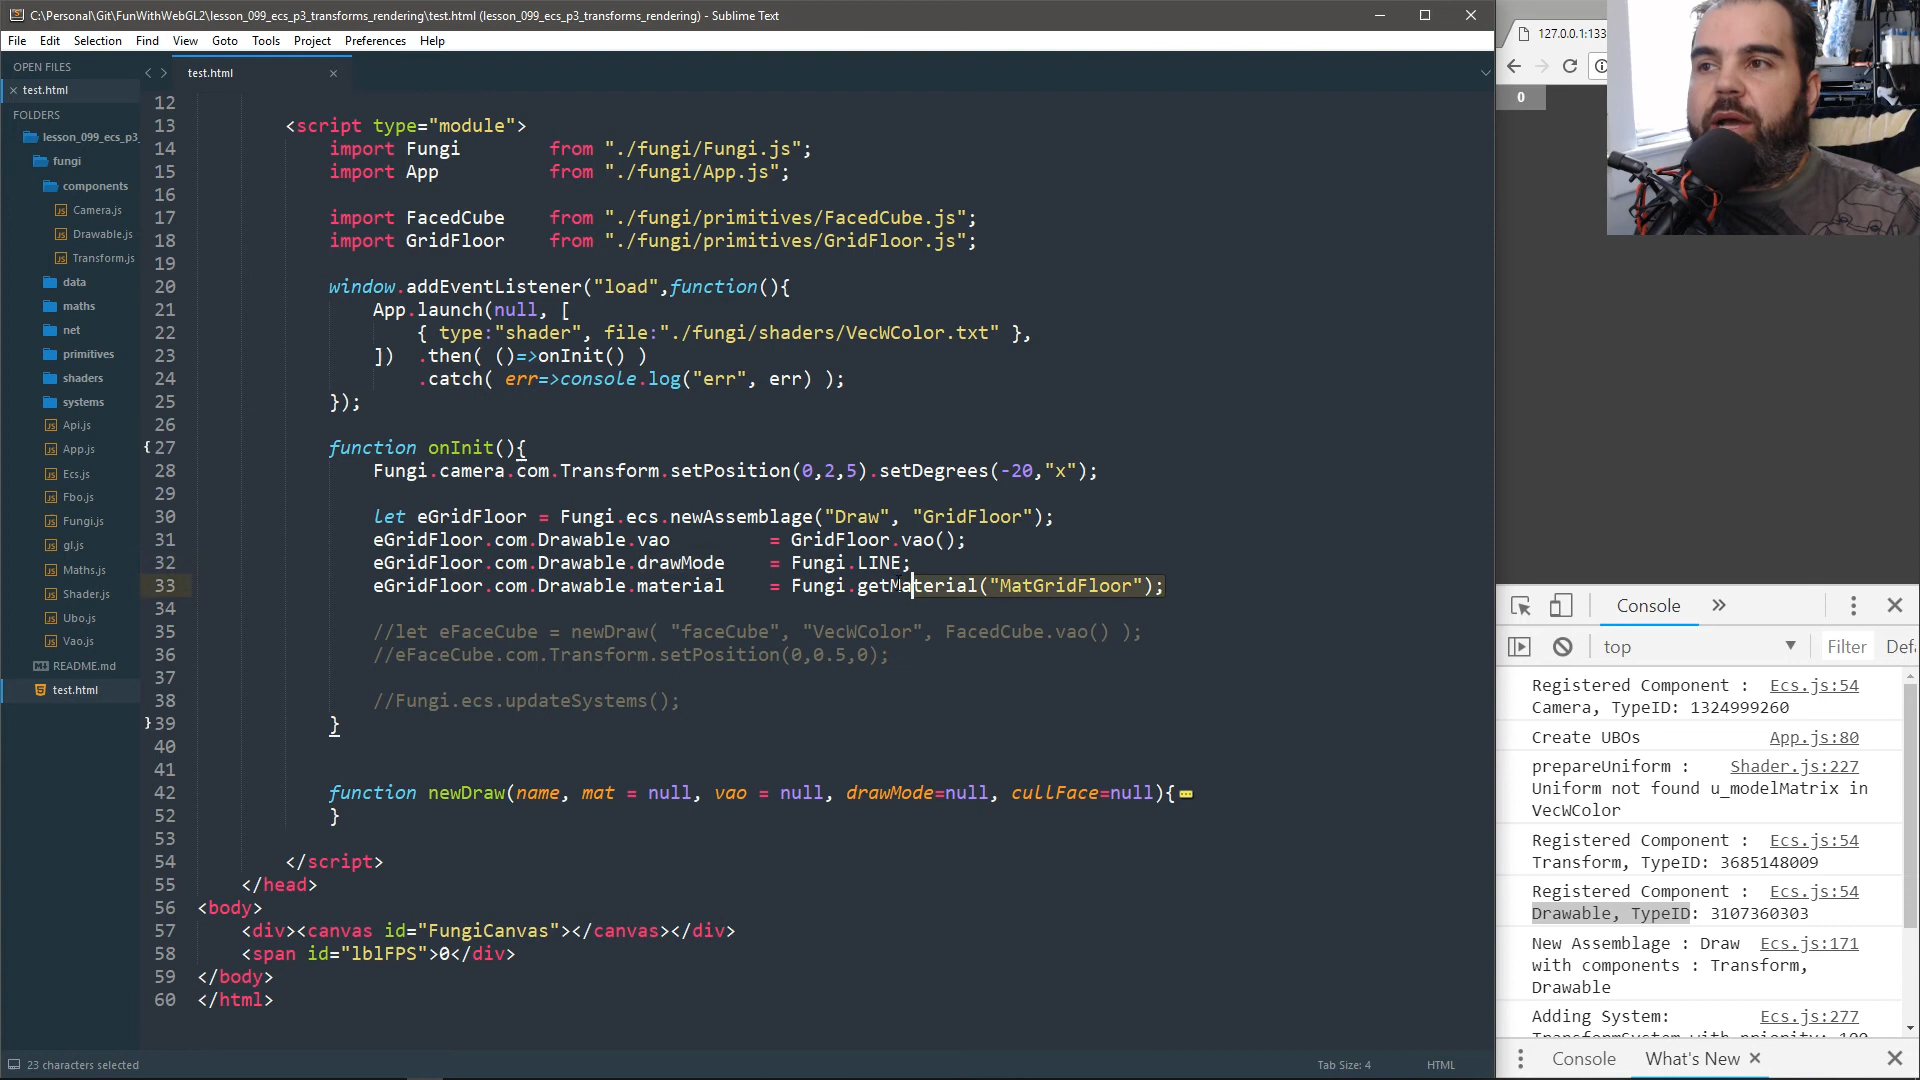 C:\Personal\Git\FunWithWebGL2\lesson_099_ecs_p3_transforms_rendering\test.html (lesson_099_ecs_p3_transforms_rendering) - Sublime Text
File Edit Selection Find View Goto Tools Project Preferences Help
OPEN FILES
test.html
FOLDERS
lesson_099_ecs_p3_
fungi
components
Camera.js
Drawable.js
Transform.js
data
maths
net
primitives
shaders
systems
Api.js
App.js
Ecs.js
Fbo.js
Fungi.js
gl.js
Maths.js
Shader.js
Ubo.js
Vao.js
README.md
test.html
test.html
12
13 <script type="module">
14 import Fungi from "./fungi/Fungi.js";
15 import App from "./fungi/App.js";
16
17 import FacedCube from "./fungi/primitives/FacedCube.js";
18 import GridFloor from "./fungi/primitives/GridFloor.js";
19
20 window.addEventListener("load",function(){
21 App.launch(null, [
22 { type:"shader", file:"./fungi/shaders/VecWColor.txt" },
23 ]) .then( ()=>onInit() )
24 .catch( err=>console.log("err", err) );
25 });
26
27 function onInit(){
28 Fungi.camera.com.Transform.setPosition(0,2,5).setDegrees(-20,"x");
29
30 let eGridFloor = Fungi.ecs.newAssemblage("Draw", "GridFloor");
31 eGridFloor.com.Drawable.vao = GridFloor.vao();
32 eGridFloor.com.Drawable.drawMode = Fungi.LINE;
33 eGridFloor.com.Drawable.material = Fungi.getMaterial("MatGridFloor");
34
35 //let eFaceCube = newDraw( "faceCube", "VecWColor", FacedCube.vao() );
36 //eFaceCube.com.Transform.setPosition(0,0.5,0);
37
38 //Fungi.ecs.updateSystems();
39 }
40
41
42 function newDraw(name, mat = null, vao = null, drawMode=null, cullFace=null){
52 }
53
54 </script>
55 </head>
56 <body>
57 <div><canvas id="FungiCanvas"></canvas></div>
58 <span id="lblFPS">0</div>
59 </body>
60 </html>
23 characters selected
Tab Size: 4
HTML
127.0.0.1:133
0
Console
top
Filter
Defa
Registered Component : Ecs.js:54
Camera, TypeID: 1324999260
Create UBOs App.js:80
prepareUniform : Shader.js:227
Uniform not found u_modelMatrix in
VecWColor
Registered Component : Ecs.js:54
Transform, TypeID: 3685148009
Registered Component : Ecs.js:54
Drawable, TypeID: 3107360303
New Assemblage : Draw Ecs.js:171
with components : Transform,
Drawable
Adding System: Ecs.js:277
TransformSystem with priority: 100
Console What's New